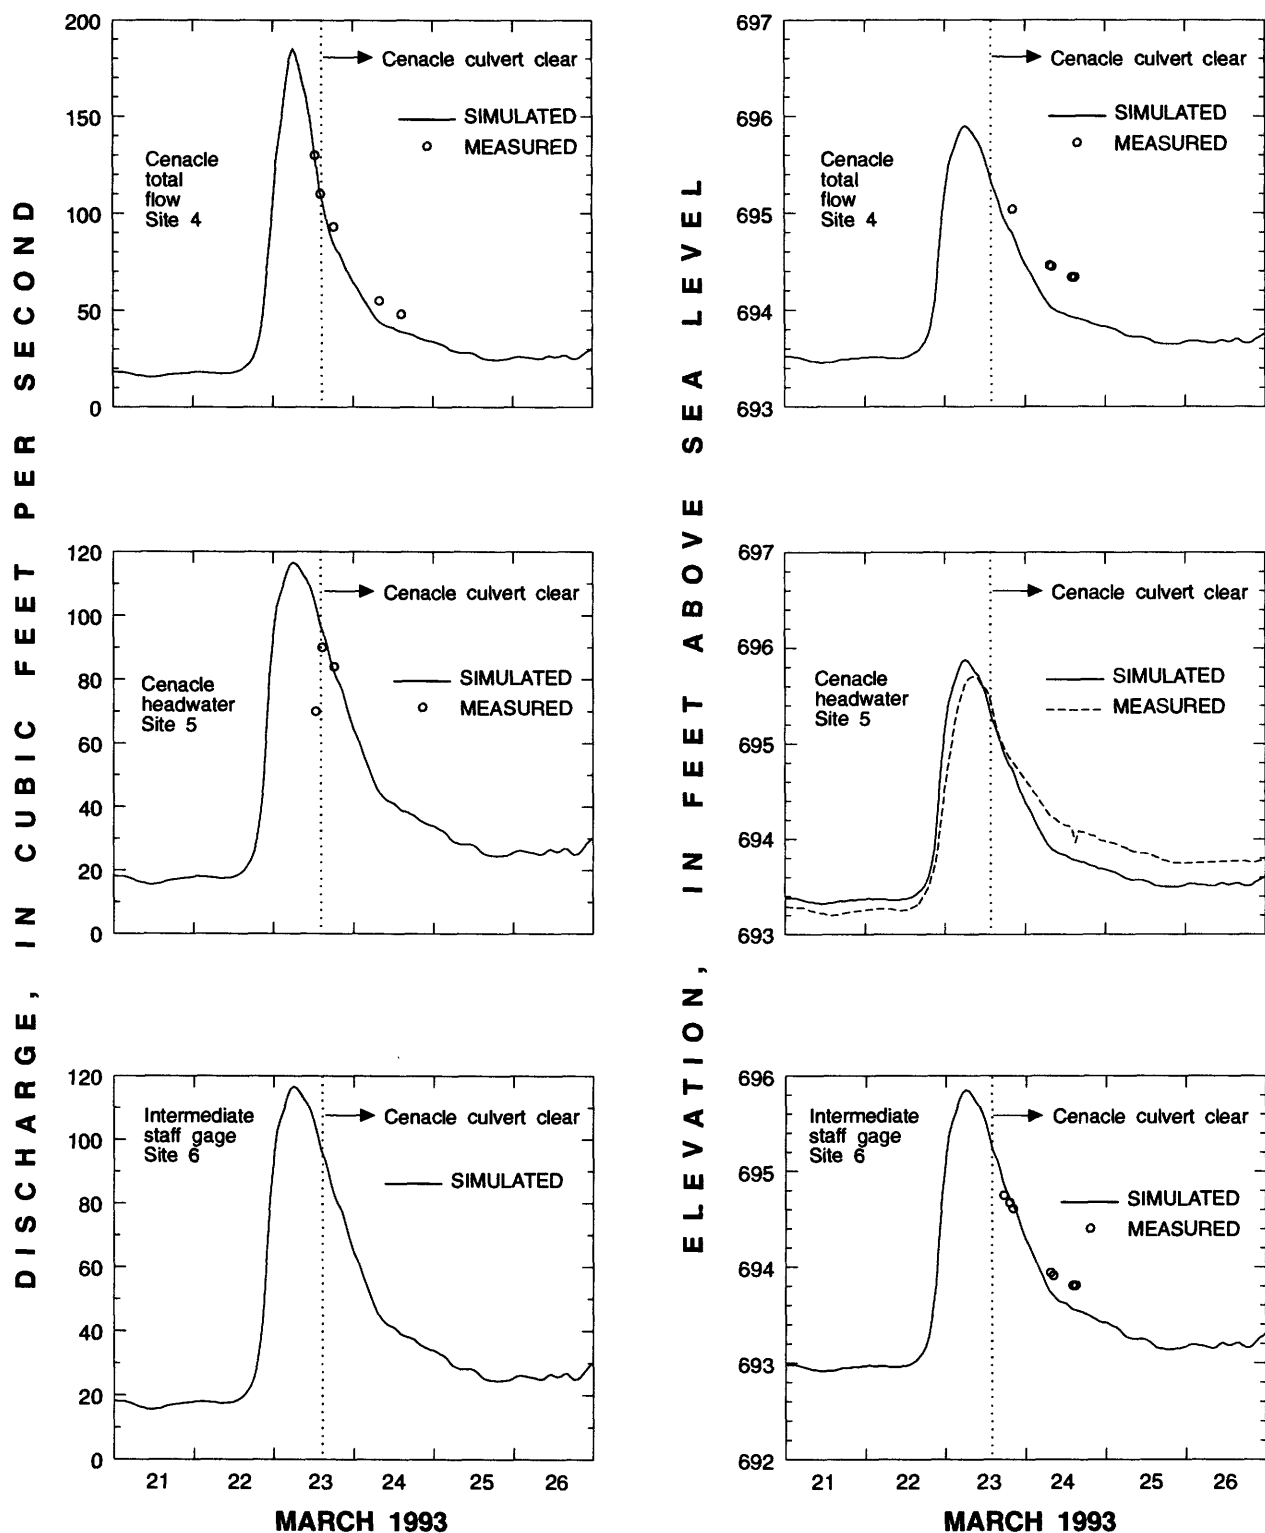 DISCHARGE, IN CUBIC FEET PER SECOND
200
150
100
50
0
Cenacle culvert clear
SIMULATED
MEASURED
Cenacle
total
flow
Site 4
120
100
80
60
40
20
0
Cenacle culvert clear
SIMULATED
MEASURED
Cenacle
headwater
Site 5
120
100
80
60
40
20
0
Cenacle culvert clear
SIMULATED
Intermediate
staff gage
Site 6
21 22 23 24 25 26
MARCH 1993
ELEVATION, IN FEET ABOVE SEA LEVEL
697
696
695
694
693
Cenacle culvert clear
SIMULATED
MEASURED
Cenacle
total
flow
Site 4
697
696
695
694
693
Cenacle culvert clear
SIMULATED
MEASURED
Cenacle
headwater
Site 5
696
695
694
693
692
Cenacle culvert clear
SIMULATED
MEASURED
Intermediate
staff gage
Site 6
21 22 23 24 25 26
MARCH 1993